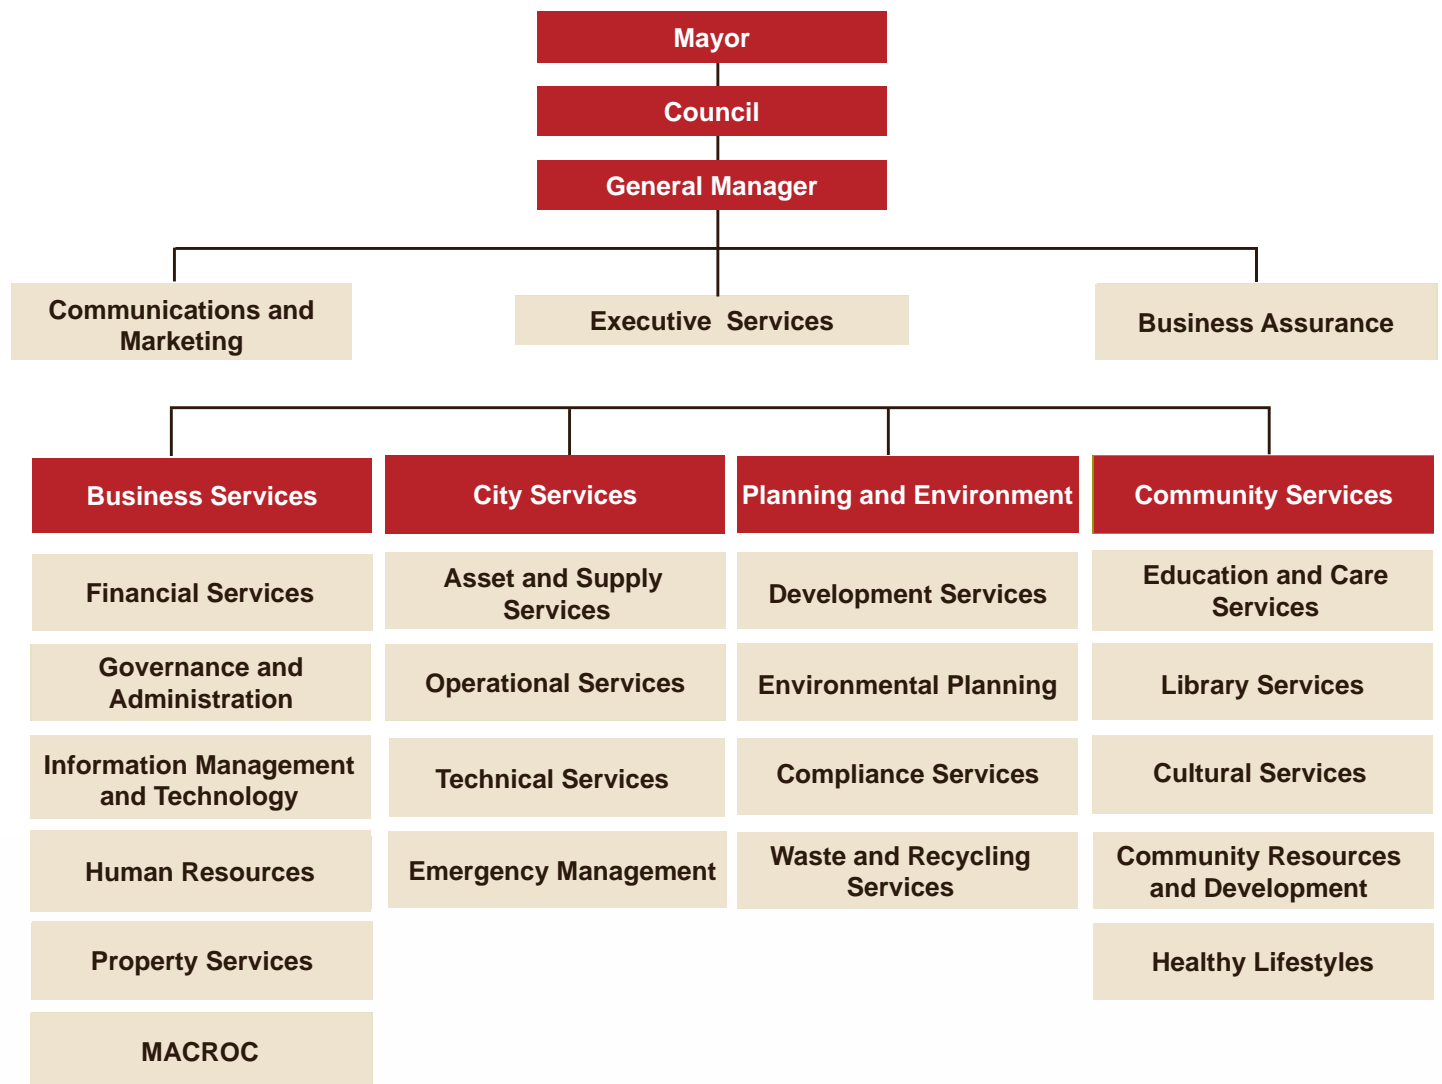 Mayor
Council
General Manager
Communications and
Marketing
Executive  Services
Business Assurance
Business Services
City Services
Planning and Environment
Community Services
Financial Services
Asset and Supply
Services
Development Services
Education and Care
Services
Governance and
Administration
Operational Services
Environmental Planning
Library Services
Information Management
and Technology
Technical Services
Compliance Services
Cultural Services
Human Resources
Emergency Management
Waste and Recycling
Services
Community Resources
and Development
Property Services
Healthy Lifestyles
MACROC